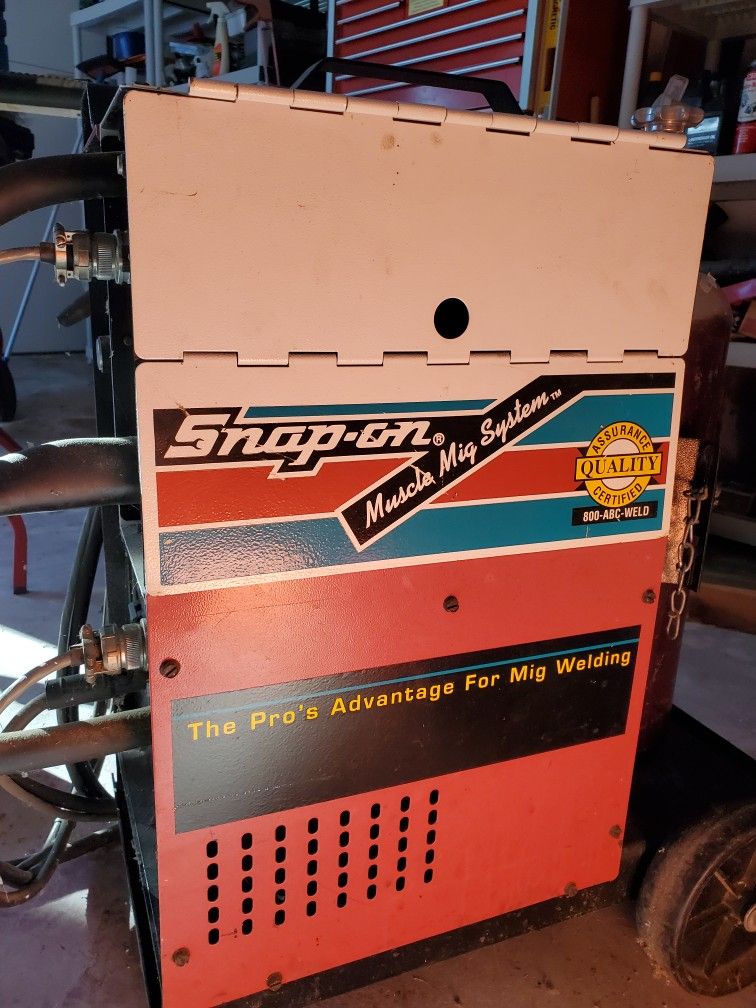 Snap-on®
Muscle Mig System™
ASSURANCE
QUALITY
CERTIFIED
800-ABC-WELD
The Pro's Advantage For Mig Welding